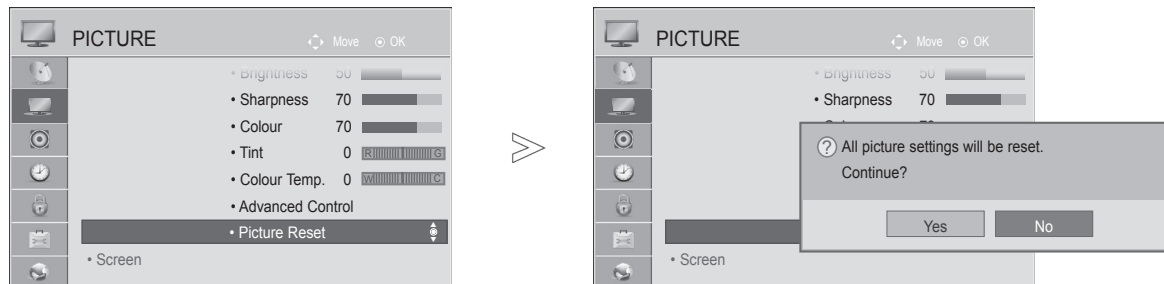 PICTURE
Move OK
• Brightness 50
• Sharpness 70
• Colour 70
• Tint 0 R G
• Colour Temp. 0 W C
• Advanced Control
• Picture Reset
• Screen
PICTURE
Move OK
• Brightness 50
• Sharpness 70
? All picture settings will be reset.
Continue?
Yes No
• Screen